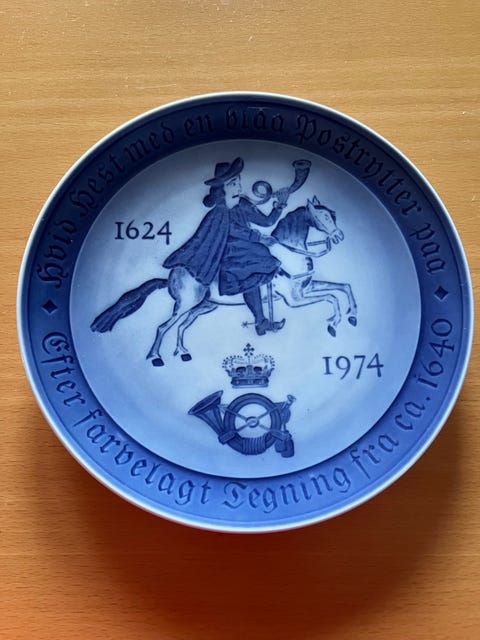 Hvid Hest med en blaa Postrytter paa
1624
1974
Efter farvelagt Tegning fra ca. 1640